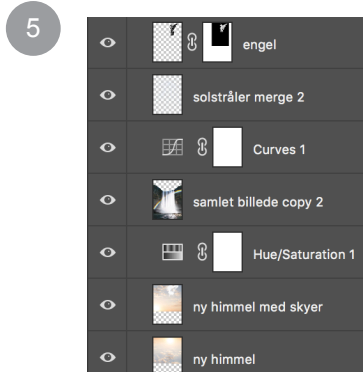 5
engel
solstråler merge 2
Curves 1
samlet billede copy 2
Hue/Saturation 1
ny himmel med skyer
ny himmel